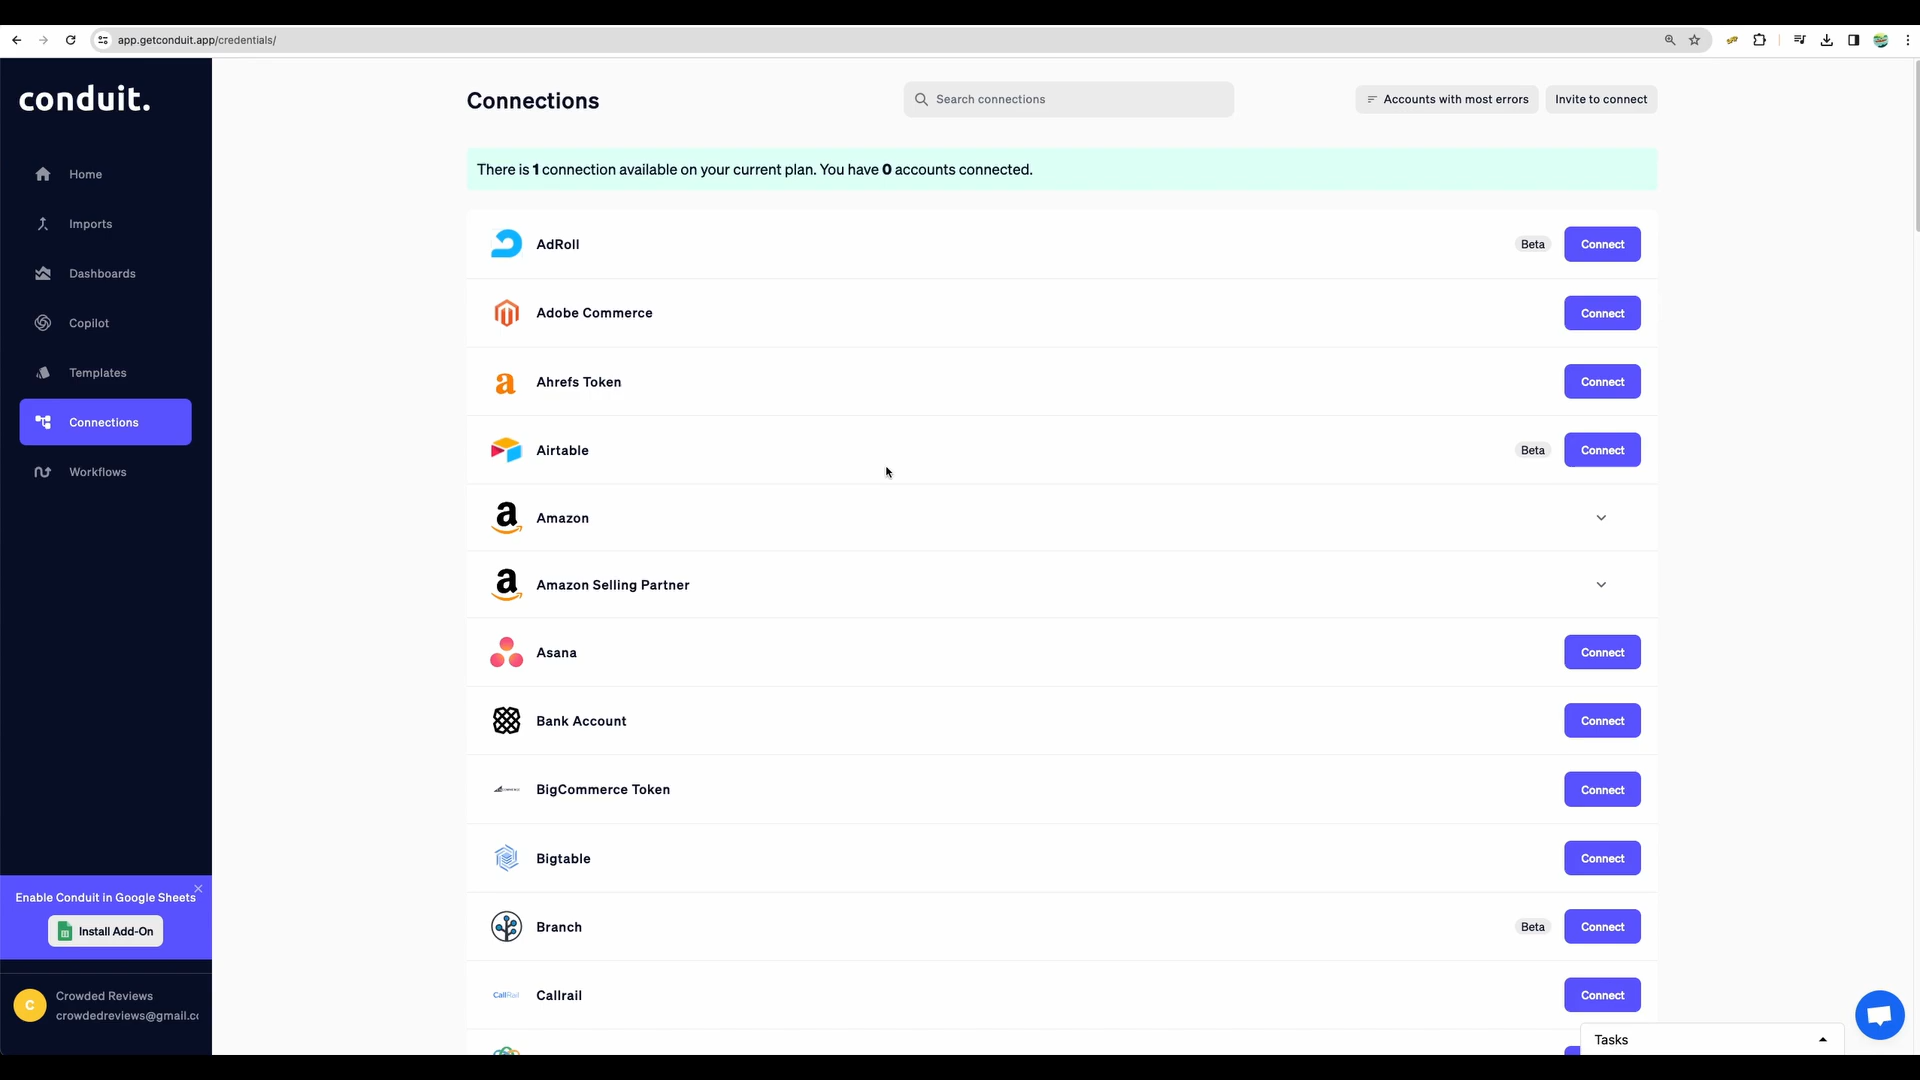 app.getconduit.app/credentials/
conduit.
Home
Imports
Dashboards
Copilot
Templates
Connections
Workflows
Enable Conduit in Google Sheets
Install Add-On
C
Crowded Reviews
crowdedreviews@gmail.cc
Connections
Search connections
Accounts with most errors
Invite to connect
There is 1 connection available on your current plan. You have 0 accounts connected.
AdRoll
Beta
Connect
Adobe Commerce
Connect
Ahrefs Token
Connect
Airtable
Beta
Connect
Amazon
Amazon Selling Partner
Asana
Connect
Bank Account
Connect
BigCommerce Token
Connect
Bigtable
Connect
Branch
Beta
Connect
CallRail
Callrail
Connect
Tasks